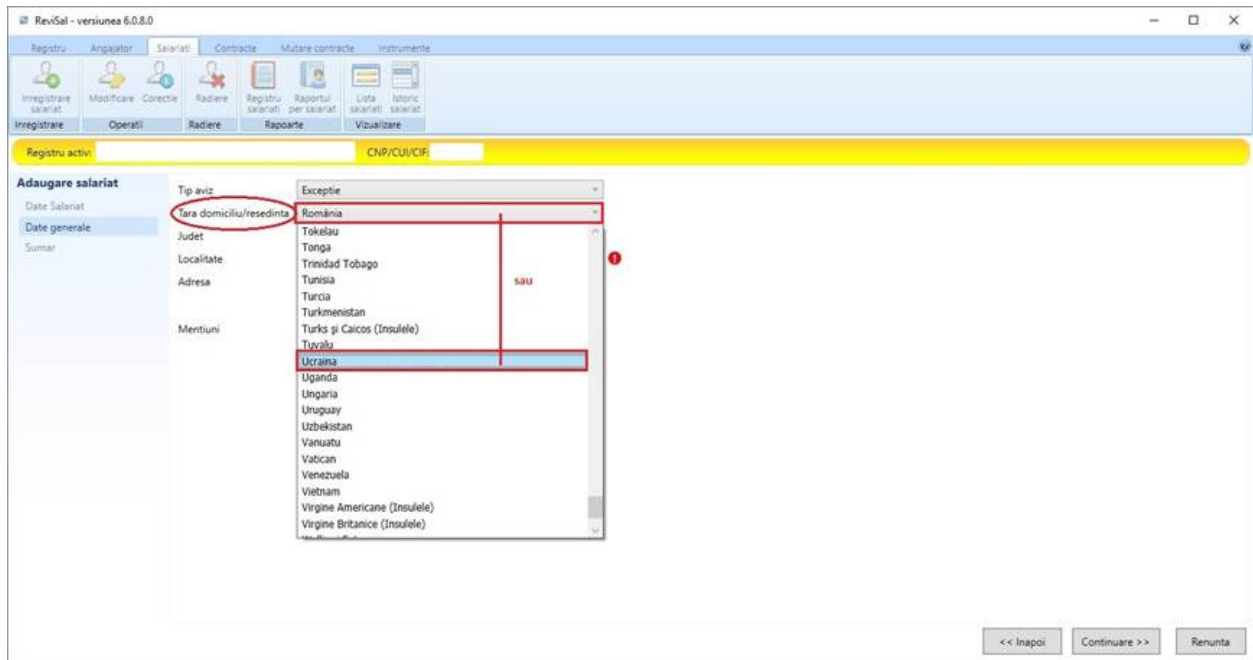 ReviSal - versiunea 6.0.8.0
Registru Angajator Salariati Contracte Mutare contracte Instrumente
Inregistrare salariat Modificare Corectie Radiere Registru salariati Raportul per salariat Lista salariati Istoric salariat
Inregistrare Operatii Radiere Rapoarte Vizualizare
Registru activ: CNP/CUI/CIF:
Adaugare salariat
Date Salariat
Date generale
Sumar
Tip aviz Exceptie
Tara domiciliu/resedinta România
Judet
Localitate
Adresa
Mentiuni
Tokelau
Tonga
Trinidad Tobago
Tunisia
sau
Turcia
Turkmenistan
Turks şi Caicos (Insulele)
Tuvalu
Ucraina
Uganda
Ungaria
Uruguay
Uzbekistan
Vanuatu
Vatican
Venezuela
Vietnam
Virgine Americane (Insulele)
Virgine Britanice (Insulele)
<< Inapoi Continuare >> Renunta